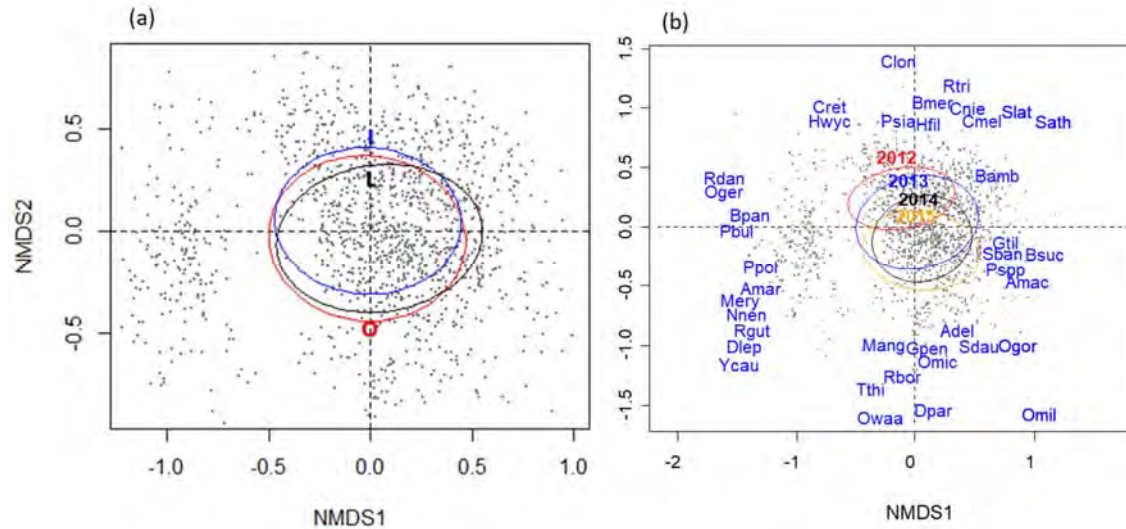 (a)
(b)
0.5
0.0
-0.5
-1.0
-0.5
0.0
0.5
1.0
NMDS2
NMDS1
I
L
O
1.5
1.0
0.5
0.0
-0.5
-1.0
-1.5
-2
-1
0
1
NMDS1
Clon
Rtri
Cret
Bmer
Cnie
Slat
Hwyc
Psia
Hfil
Cmel
Sath
2012
Rdan
2013
Bamb
Oger
2014
Bpan
2015
Pbul
Gtil
Sban
Bsuc
Ppol
Pspp
Amac
Amar
Mery
Nnen
Rgut
Adel
Dlep
Mang
Gpen
Sdau
Ogor
Ycau
Omic
Rbor
Tthi
Owaa
Dpar
Omil